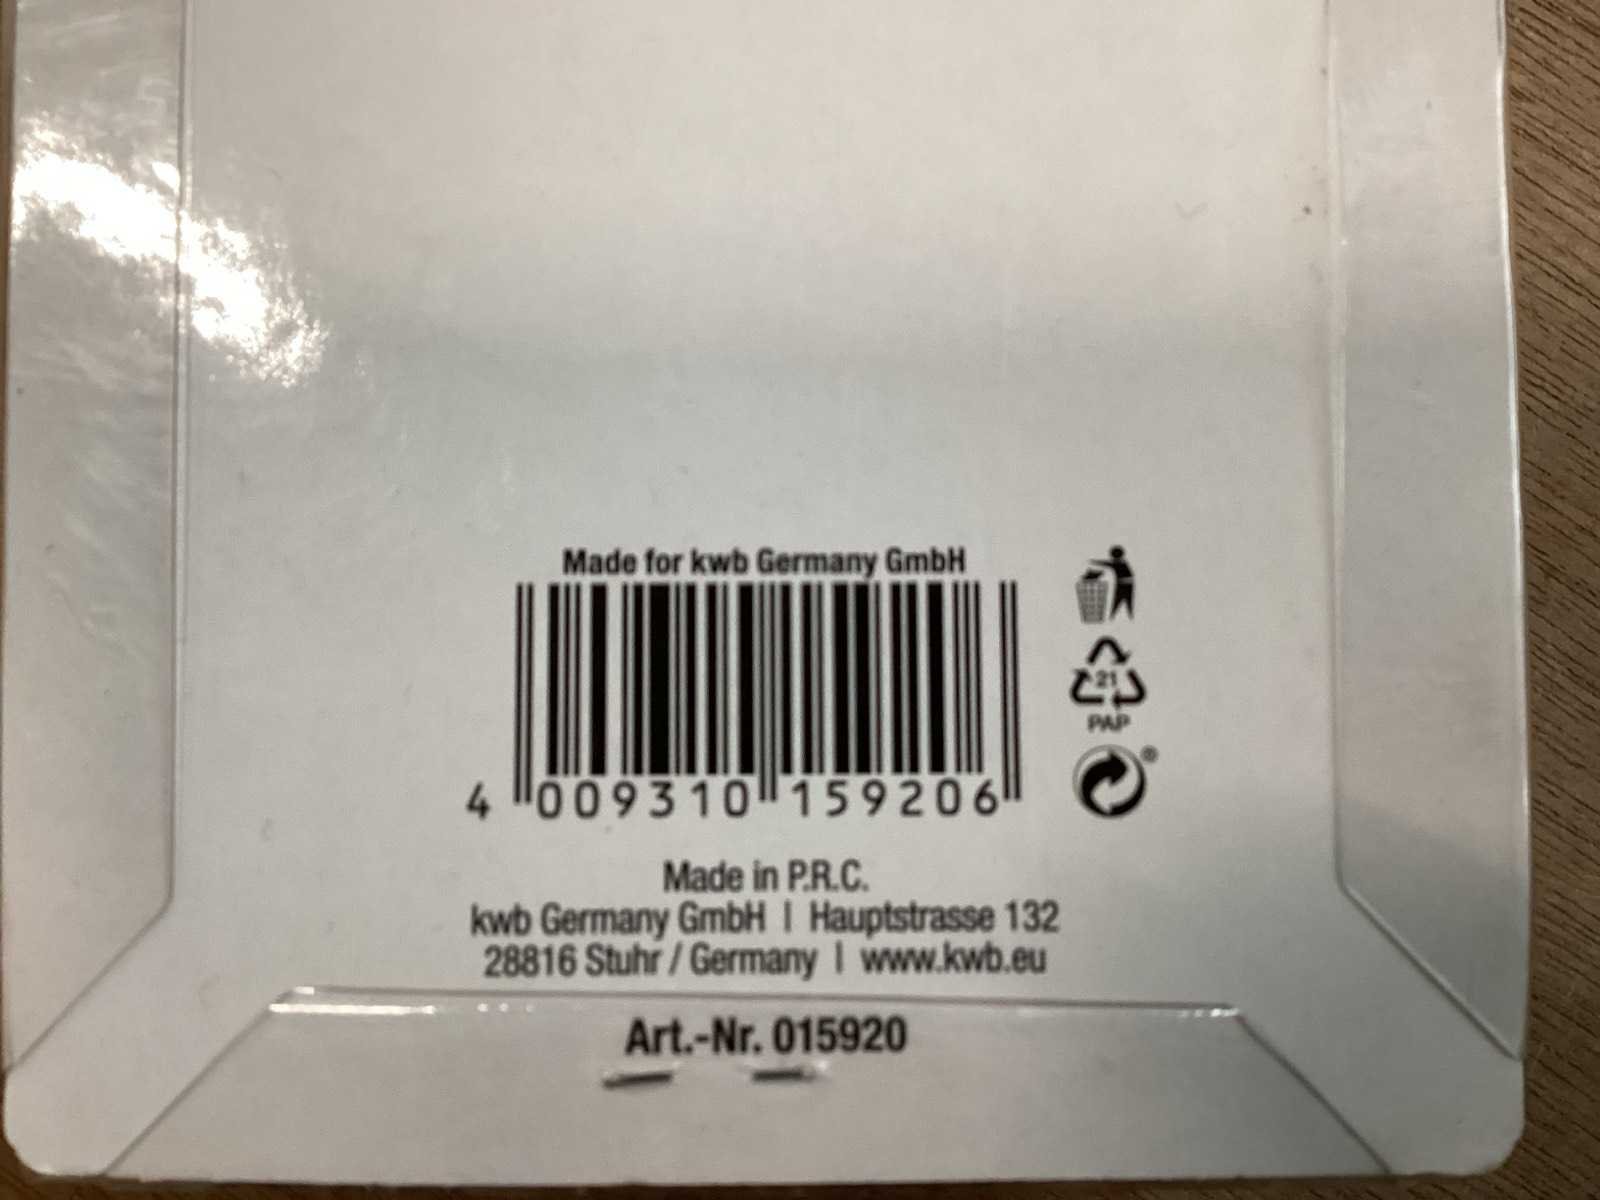 Made for kwb Germany GmbH
21
PAP
®
4 009310 159206
Made in P.R.C.
kwb Germany GmbH | Hauptstrasse 132
28816 Stuhr / Germany | www.kwb.eu
Art.-Nr. 015920